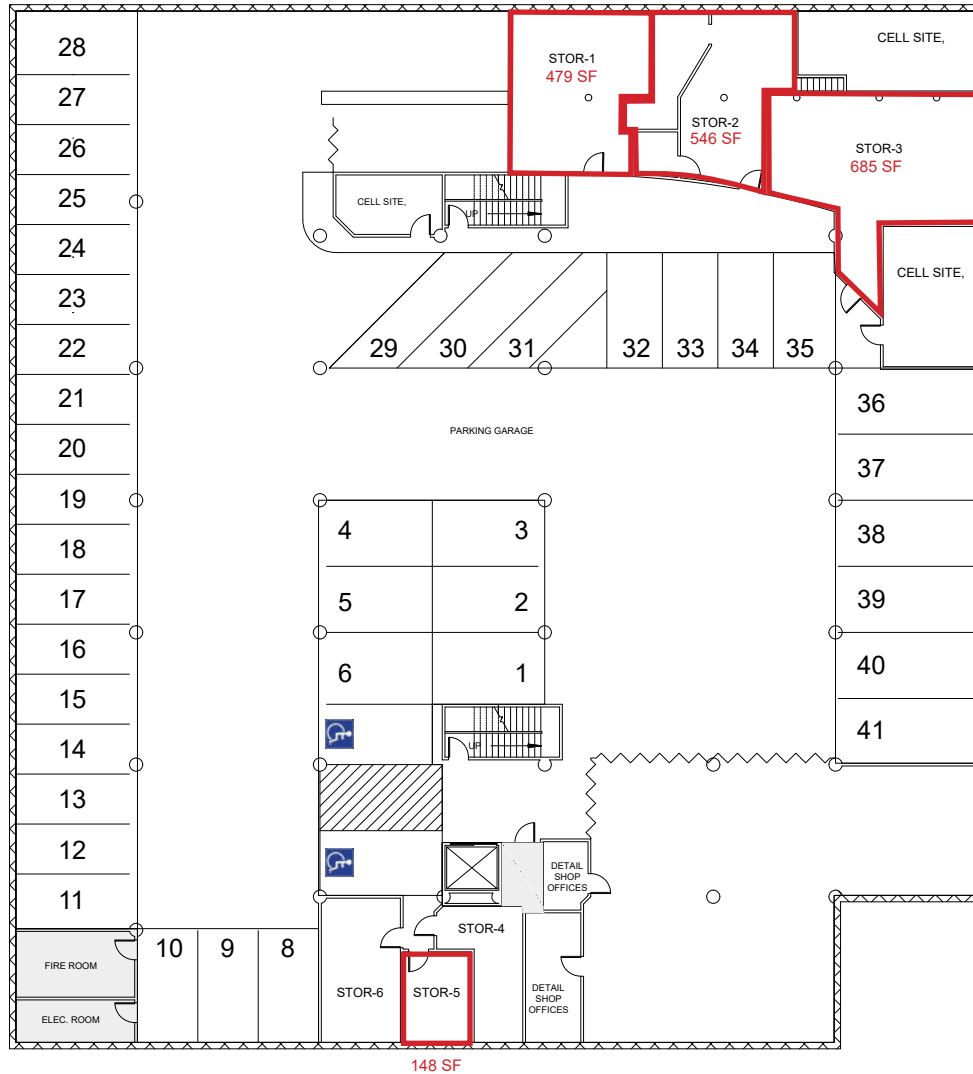 28
27
26
25
24
23
22
21
20
19
18
17
16
15
14
13
12
11
STOR-1
479 SF
STOR-2
546 SF
CELL SITE,
STOR-3
685 SF
CELL SITE,
UP
CELL SITE,
29
30
31
32
33
34
35
PARKING GARAGE
36
37
38
39
40
41
4
3
5
2
6
1
UP
DETAIL
SHOP
OFFICES
STOR-4
FIRE ROOM
ELEC. ROOM
10
9
8
STOR-6
STOR-5
DETAIL
SHOP
OFFICES
148 SF